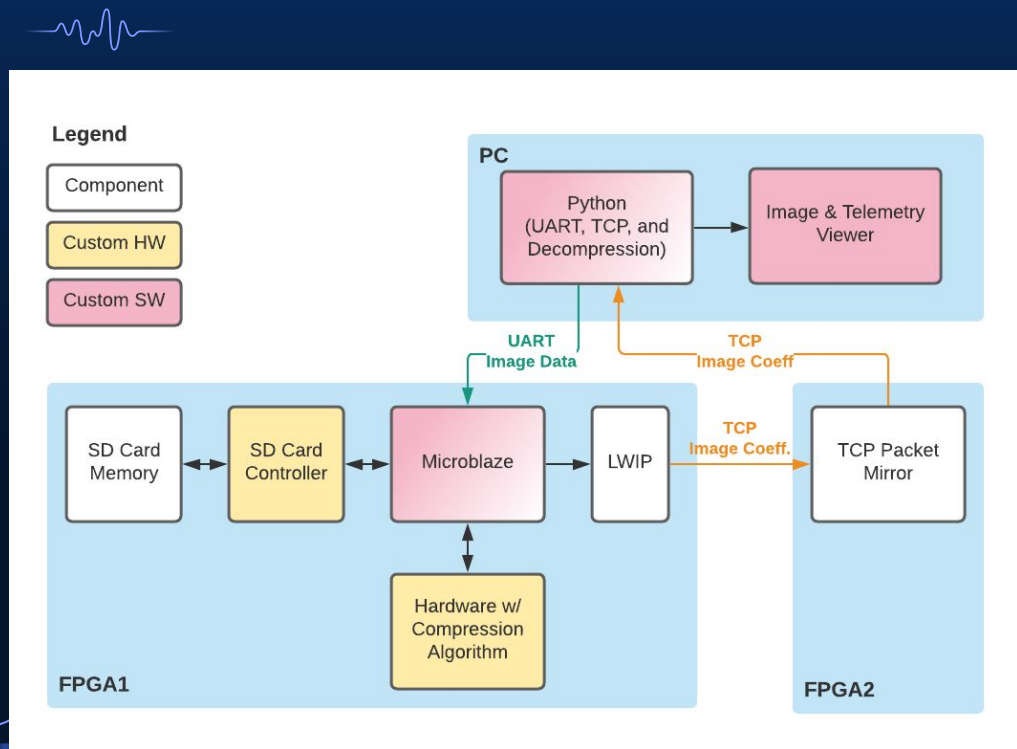 Legend
Component
Custom HW
Custom SW
PC
Python
(UART, TCP, and
Decompression)
Image & Telemetry
Viewer
UART
Image Data
TCP
Image Coeff
SD Card
Memory
SD Card
Controller
Microblaze
LWIP
TCP
Image Coeff.
TCP Packet
Mirror
Hardware w/
Compression
Algorithm
FPGA1
FPGA2